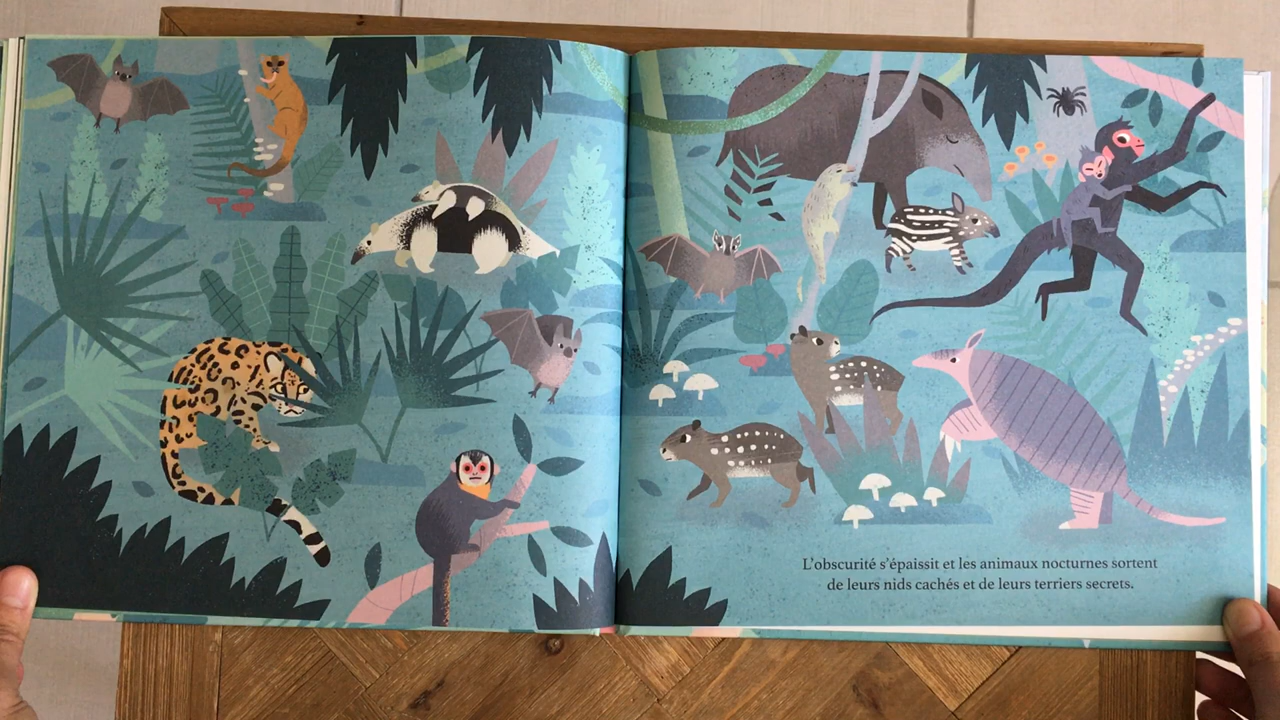 L'obscurité s'épaissit et les animaux nocturnes sortent
de leurs nids cachés et de leurs terriers secrets.